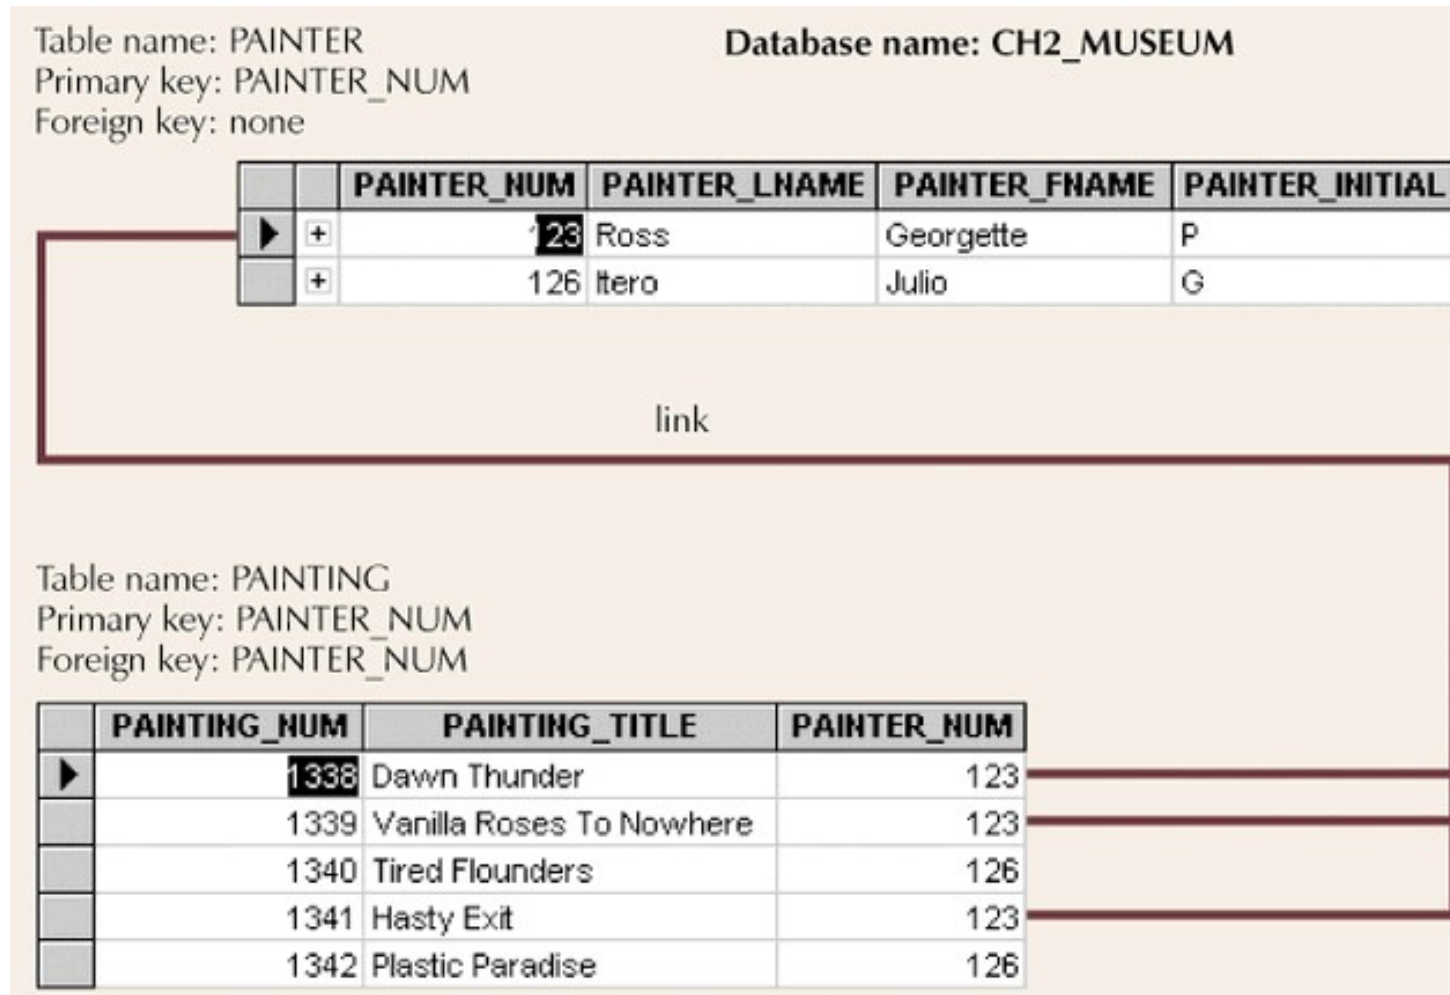 Table name: PAINTER
Database name: CH2_MUSEUM
Primary key: PAINTER_NUM
Foreign key: none
PAINTER_NUM PAINTER_LNAME PAINTER_FNAME PAINTER_INITIAL
123 Ross Georgette P
126 Itero Julio G
link
Table name: PAINTING
Primary key: PAINTER_NUM
Foreign key: PAINTER_NUM
PAINTING_NUM PAINTING_TITLE PAINTER_NUM
1338 Dawn Thunder 123
1339 Vanilla Roses To Nowhere 123
1340 Tired Flounders 126
1341 Hasty Exit 123
1342 Plastic Paradise 126